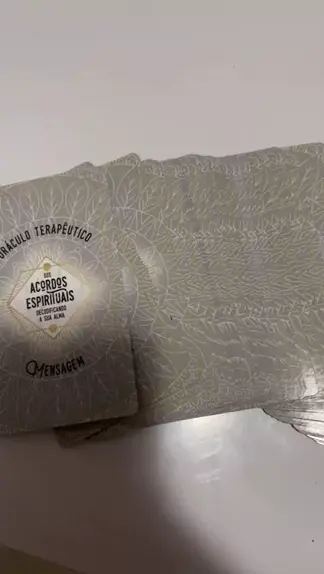 ORÁCULO TERAPÊUTICO
DOS
ACORDOS
ESPIRITUAIS
DECODIFICANDO
A SUA ALMA
MENSAGEM